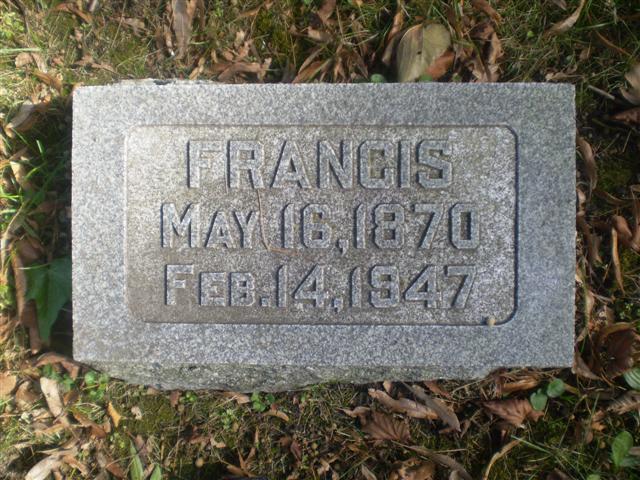 FRANCIS
MAY 16, 1870
FEB. 14, 1947